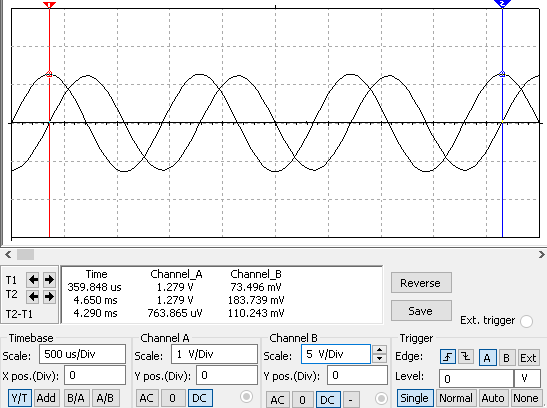 1 2
Time Channel_A Channel_B
T1 359.848 us 1.279 V 73.496 mV
T2 4.650 ms 1.279 V 183.739 mV
T2-T1 4.290 ms 763.865 uV 110.243 mV
Reverse
Save
Ext. trigger
Timebase Channel A Channel B Trigger
Scale: 500 us/Div Scale: 1 V/Div Scale: 5 V/Div Edge: A B Ext
X pos.(Div): 0 Y pos.(Div): 0 Y pos.(Div): 0 Level: 0 V
Y/T Add B/A A/B AC 0 DC AC 0 DC - Single Normal Auto None